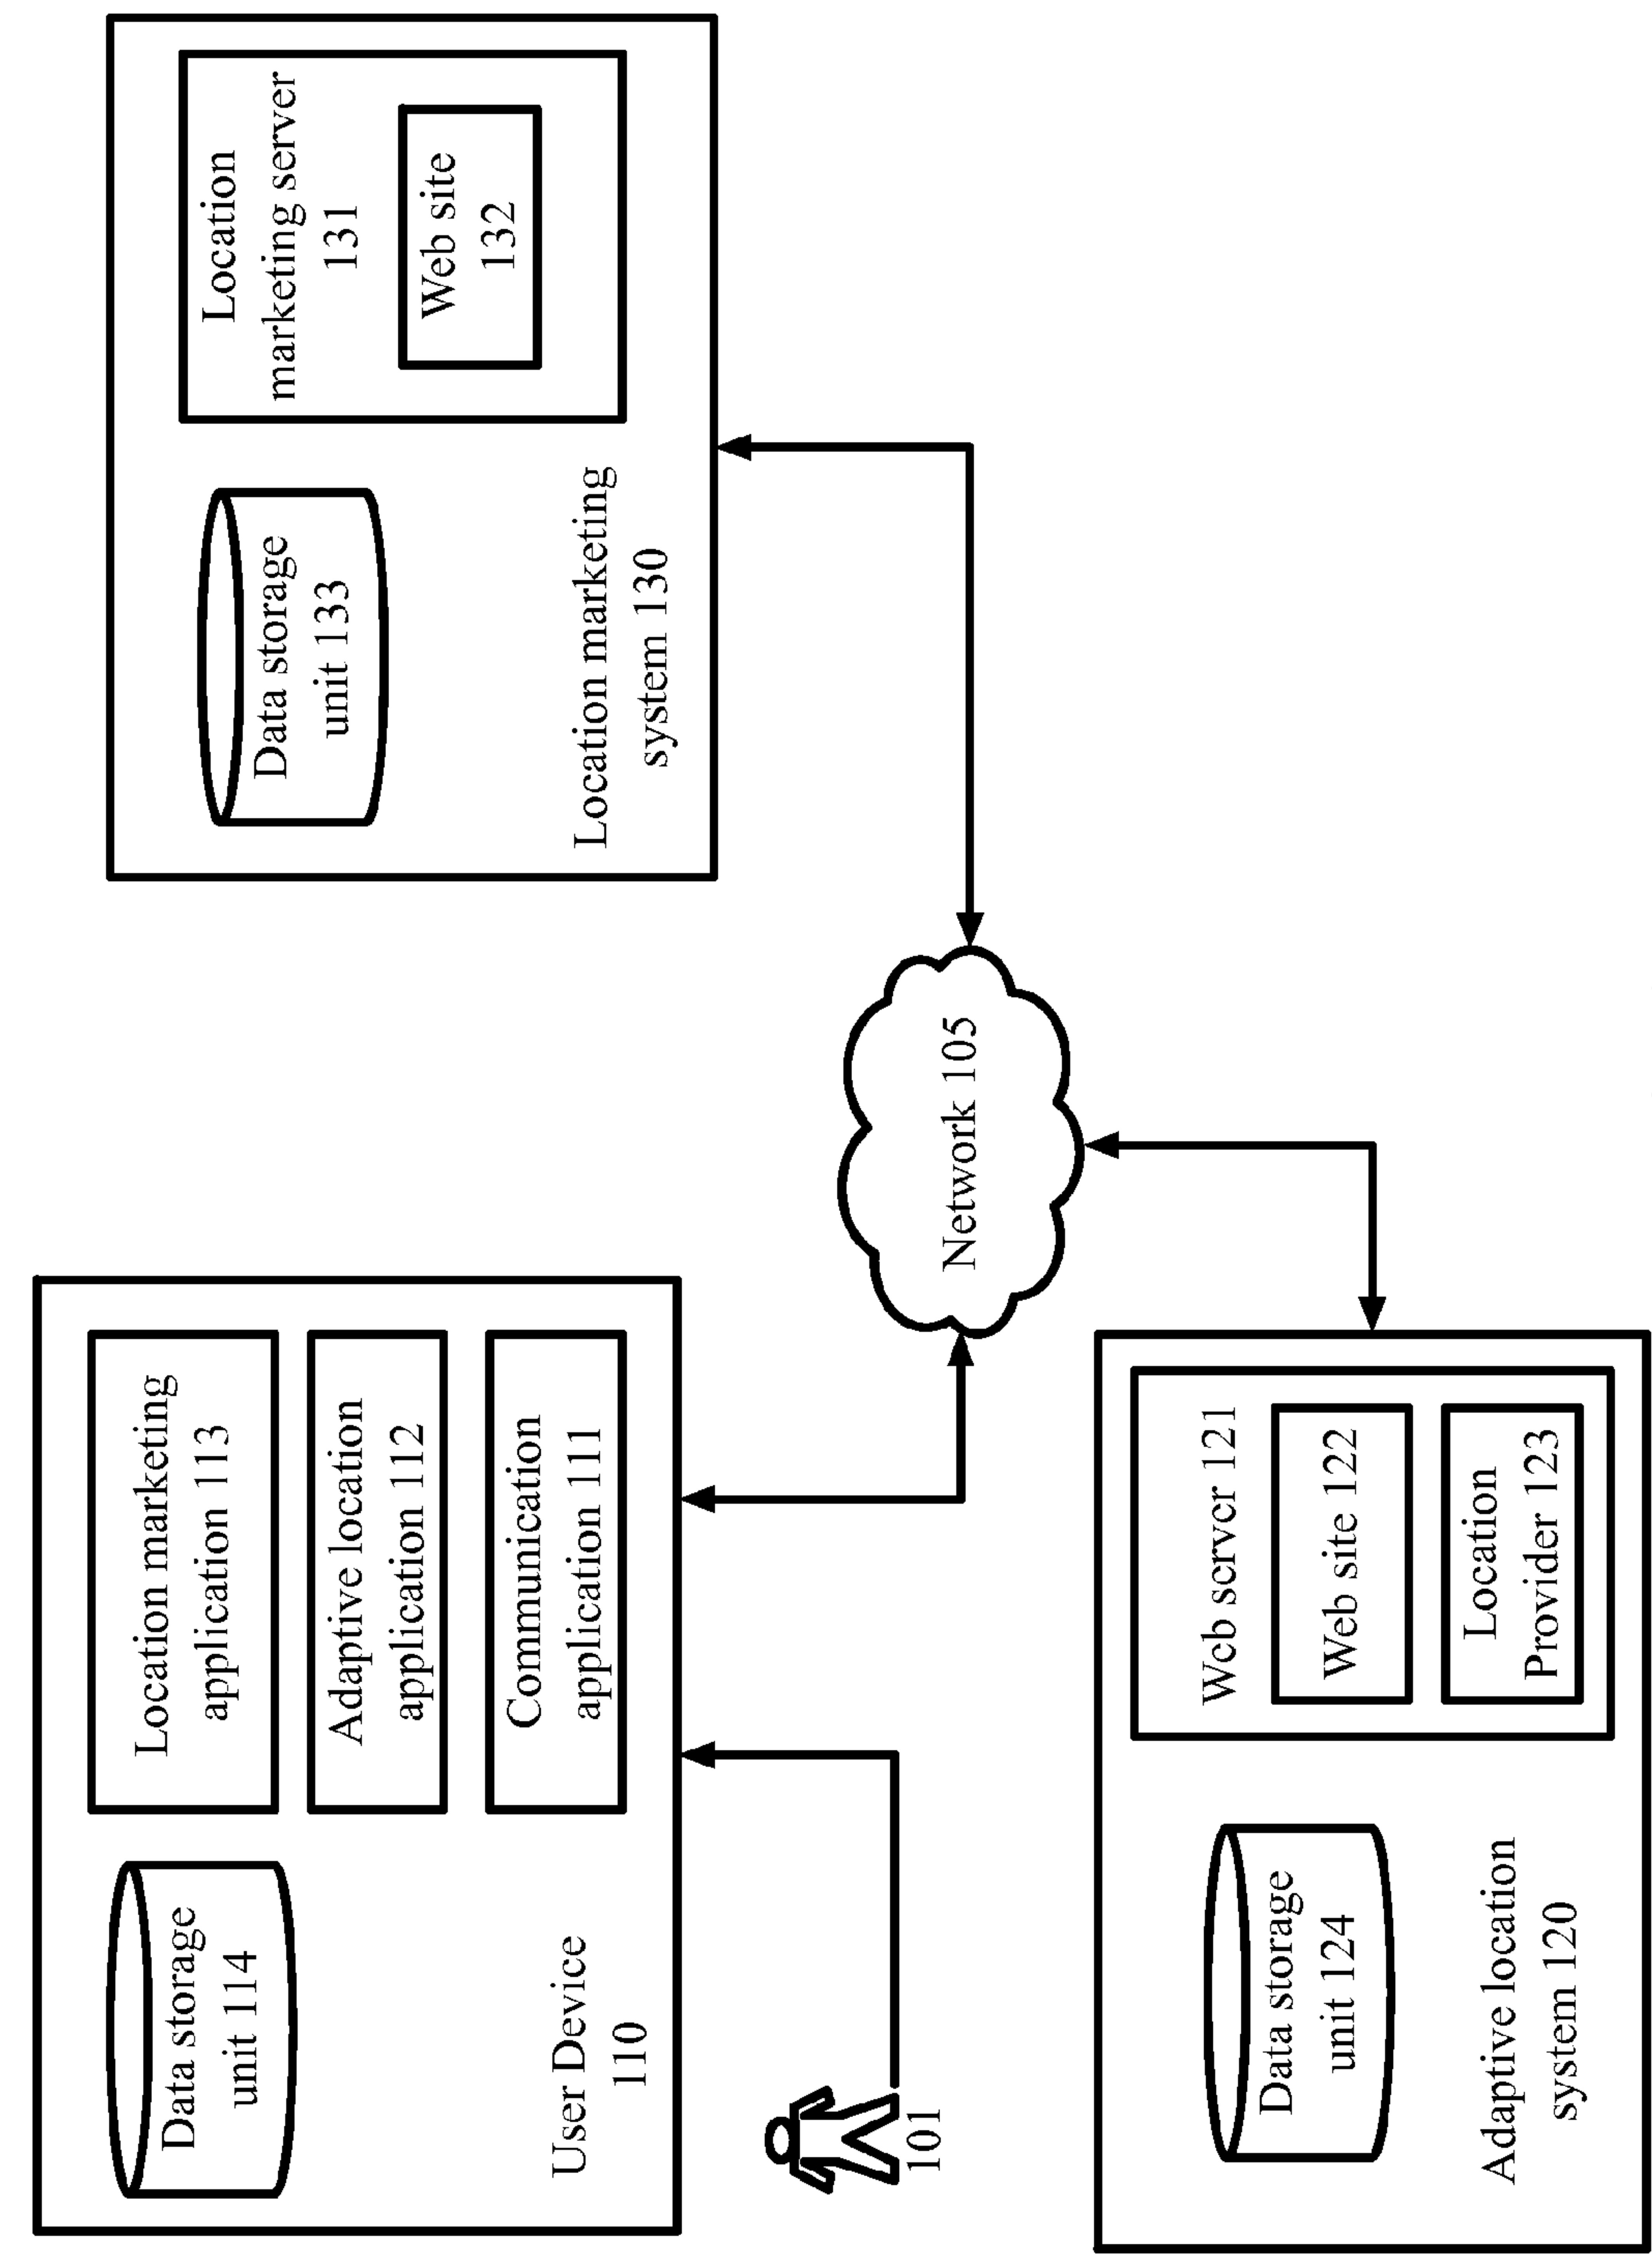 Data storage
unit 114
Location marketing
application 113
Adaptive location
application 112
Communication
application 111
User Device
110
101
Data storage
unit 133
Location
marketing server
131
Web site
132
Location marketing
system 130
Network 105
Data storage
unit 124
Web server 121
Web site 122
Location
Provider 123
Adaptive location
system 120